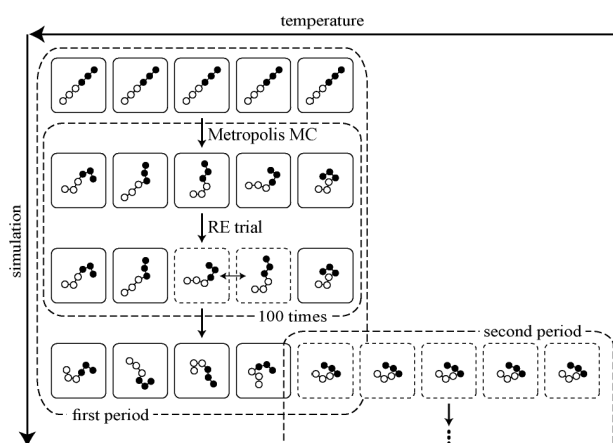 temperature
simulation
Metropolis MC
RE trial
100 times
second period
first period